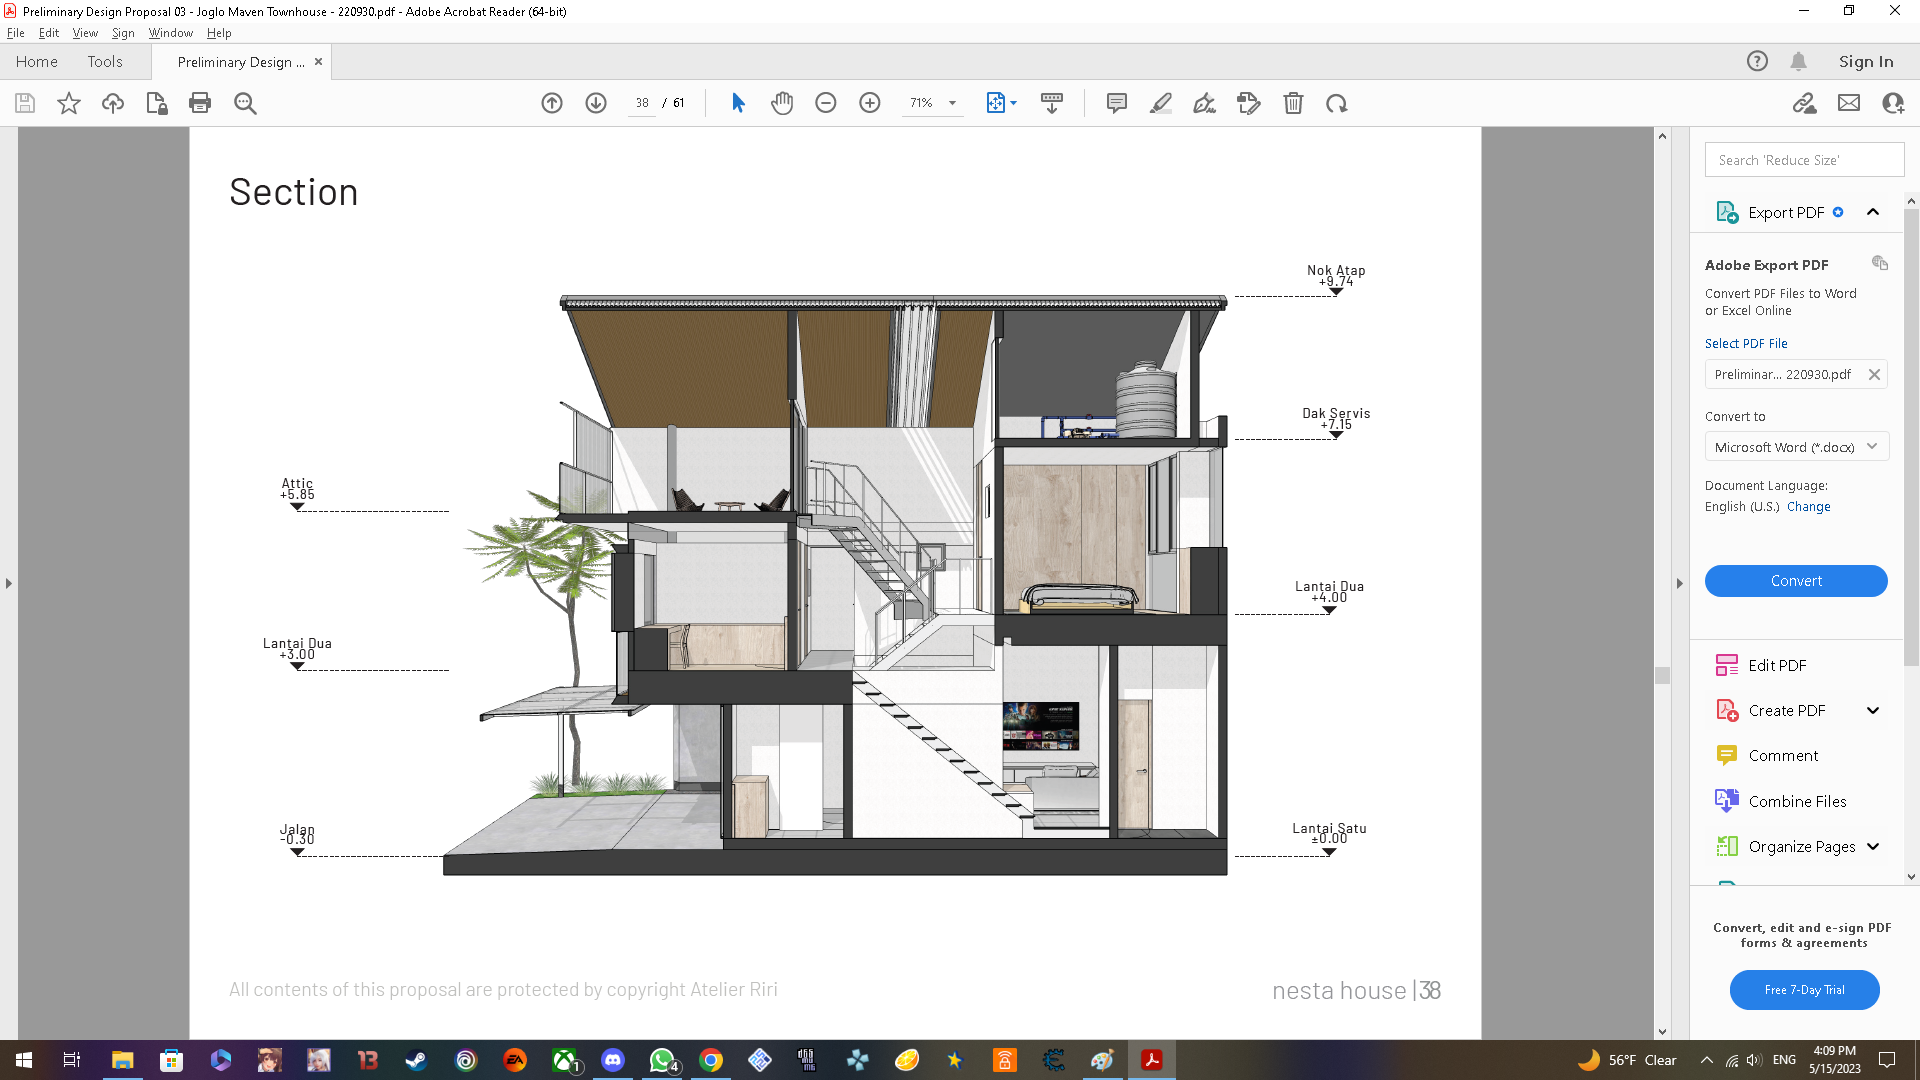 Preliminary Design Proposal 03 - Joglo Maven Townhouse - 220930.pdf - Adobe Acrobat Reader (64-bit)
File Edit View Sign Window Help
Home Tools Preliminary Design ... × Sign In
38 / 61 71%
Section
Nok Atap
+9.74
Dak Servis
+7.15
Attic
+5.85
Lantai Dua
+4.00
Lantai Dua
+3.00
Jalan
-0.30
Lantai Satu
±0.00
All contents of this proposal are protected by copyright Atelier Riri
nesta house |38
Search 'Reduce Size'
Export PDF
Adobe Export PDF
Convert PDF Files to Word
or Excel Online
Select PDF File
Preliminar... 220930.pdf
Convert to
Microsoft Word (*.docx)
Document Language:
English (U.S.) Change
Convert
Edit PDF
Create PDF
Comment
Combine Files
Organize Pages
Convert, edit and e-sign PDF
forms & agreements
Free 7-Day Trial
13
EA
1
4
56°F Clear
ENG
4:09 PM
5/15/2023